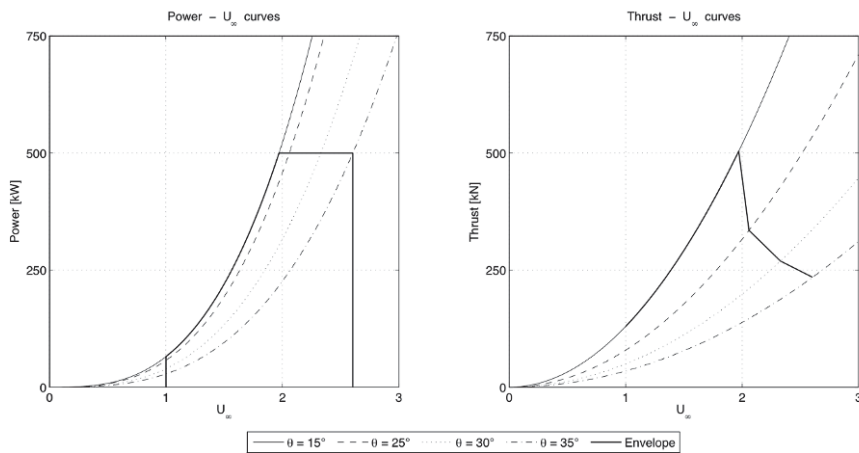 Power – U∞ curves
750
500
250
0
Power [kW]
0
1
2
3
U∞
Thrust – U∞ curves
750
500
250
0
Thrust [kN]
0
1
2
3
U∞
θ = 15° θ = 25° θ = 30° θ = 35° Envelope